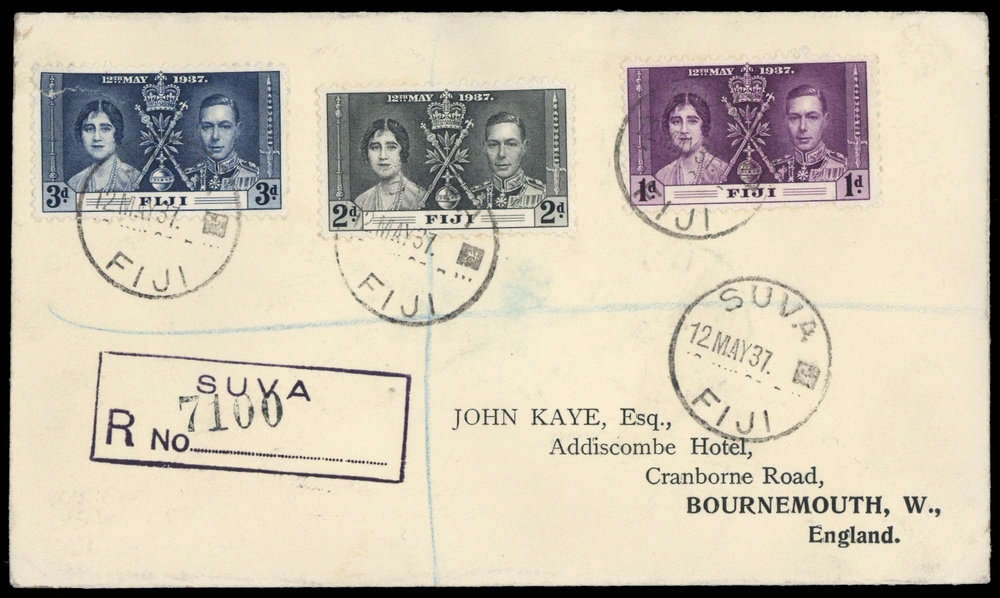 12TH MAY 1937.
3d 3d
FIJI
12TH MAY 1937.
2d 2d
FIJI
12TH MAY 1937.
1d 1d
FIJI
12 MAY 37.
FIJI
12 MAY 37.
FIJI
FIJI
SUVA
12 MAY 37.
FIJI
SUVA
R No 7100
JOHN KAYE, Esq.,
Addiscombe Hotel,
Cranborne Road,
BOURNEMOUTH, W.,
England.